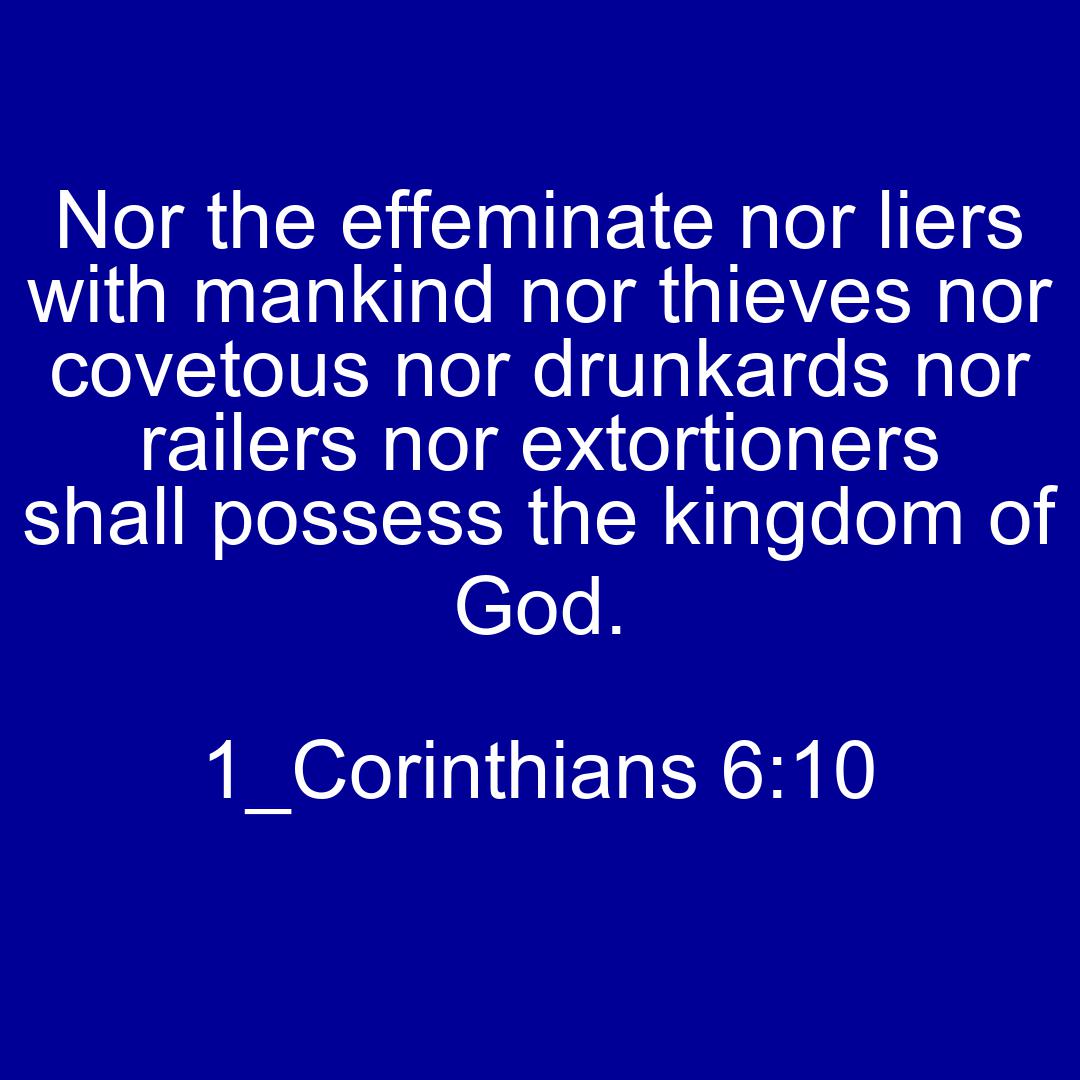 Nor the effeminate nor liers
with mankind nor thieves nor
covetous nor drunkards nor
railers nor extortioners
shall possess the kingdom of
God.
1_Corinthians 6:10